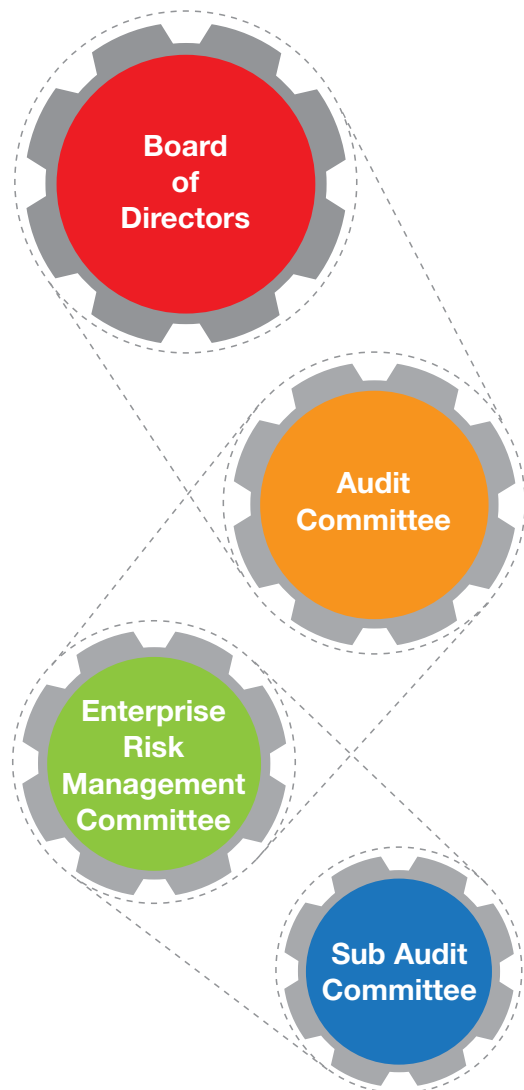 Board
of
Directors
Audit
Committee
Enterprise
Risk
Management
Committee
Sub Audit
Committee